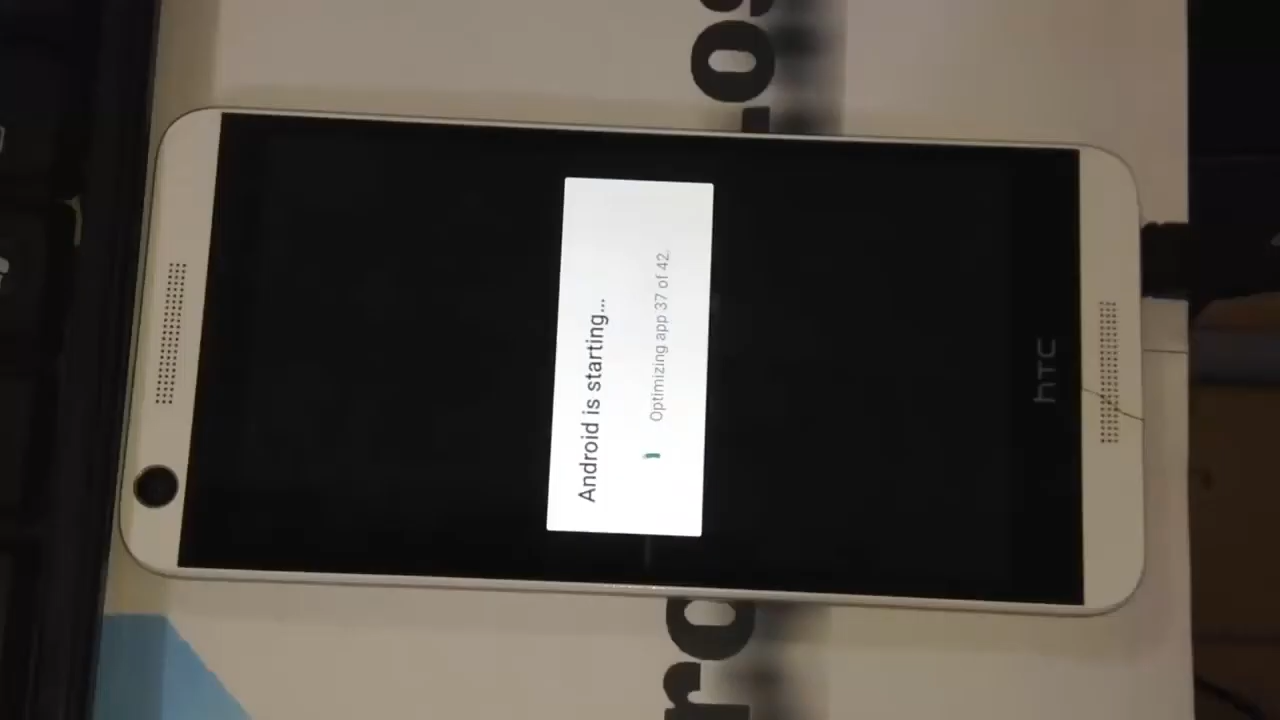 Android is starting...
Optimizing app 37 of 42.
hTC